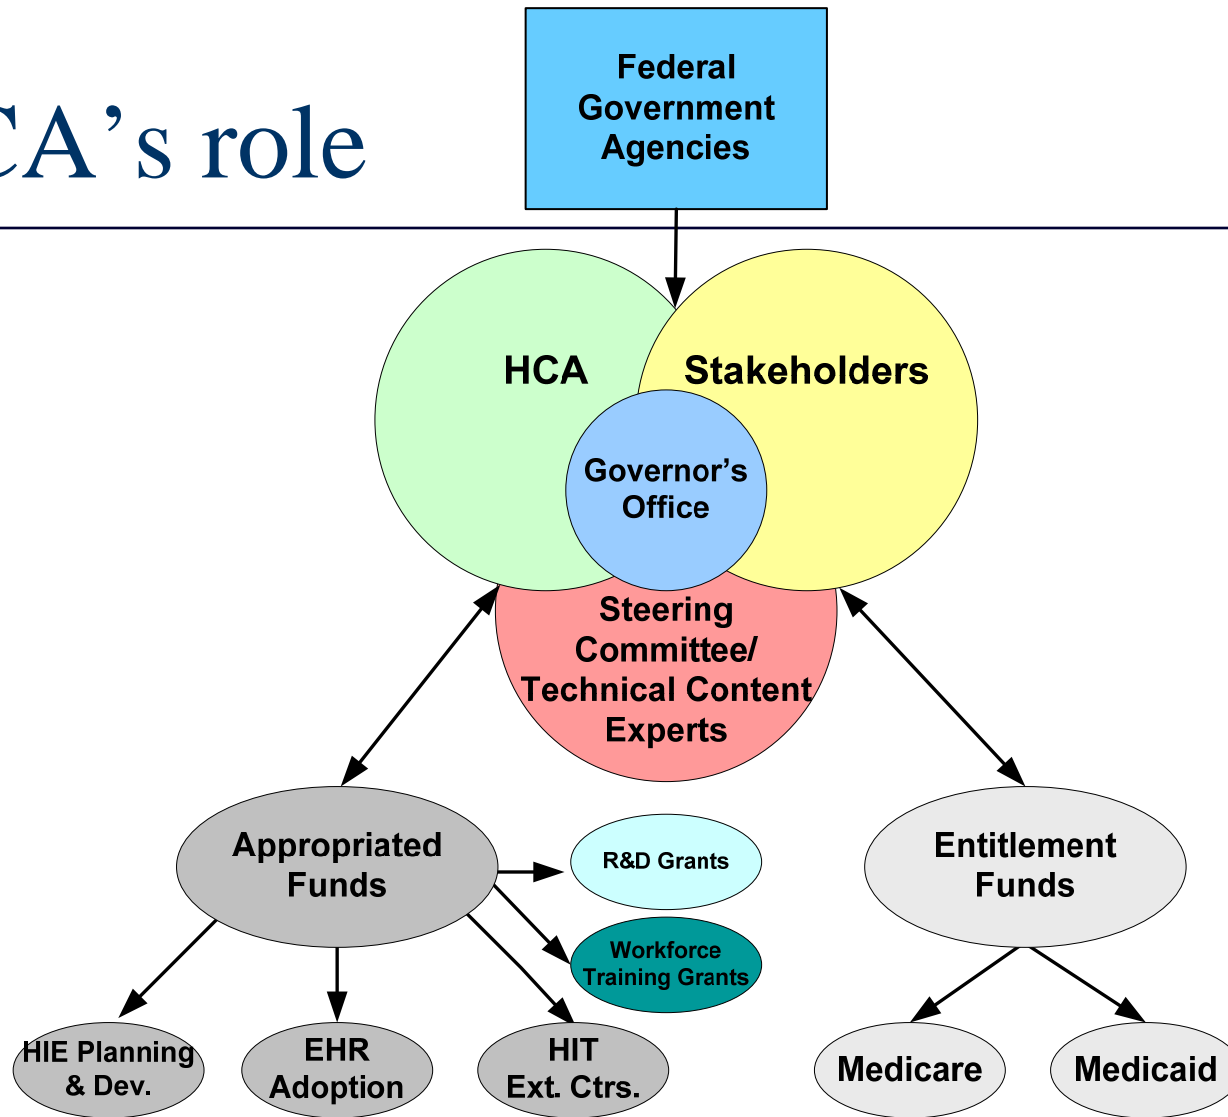 CA’s role
Federal
Government
Agencies
HCA
Stakeholders
Governor’s
Office
Steering
Committee/
Technical Content
Experts
Appropriated
Funds
R&D Grants
Entitlement
Funds
Workforce
Training Grants
HIE Planning
& Dev.
EHR
Adoption
HIT
Ext. Ctrs.
Medicare
Medicaid